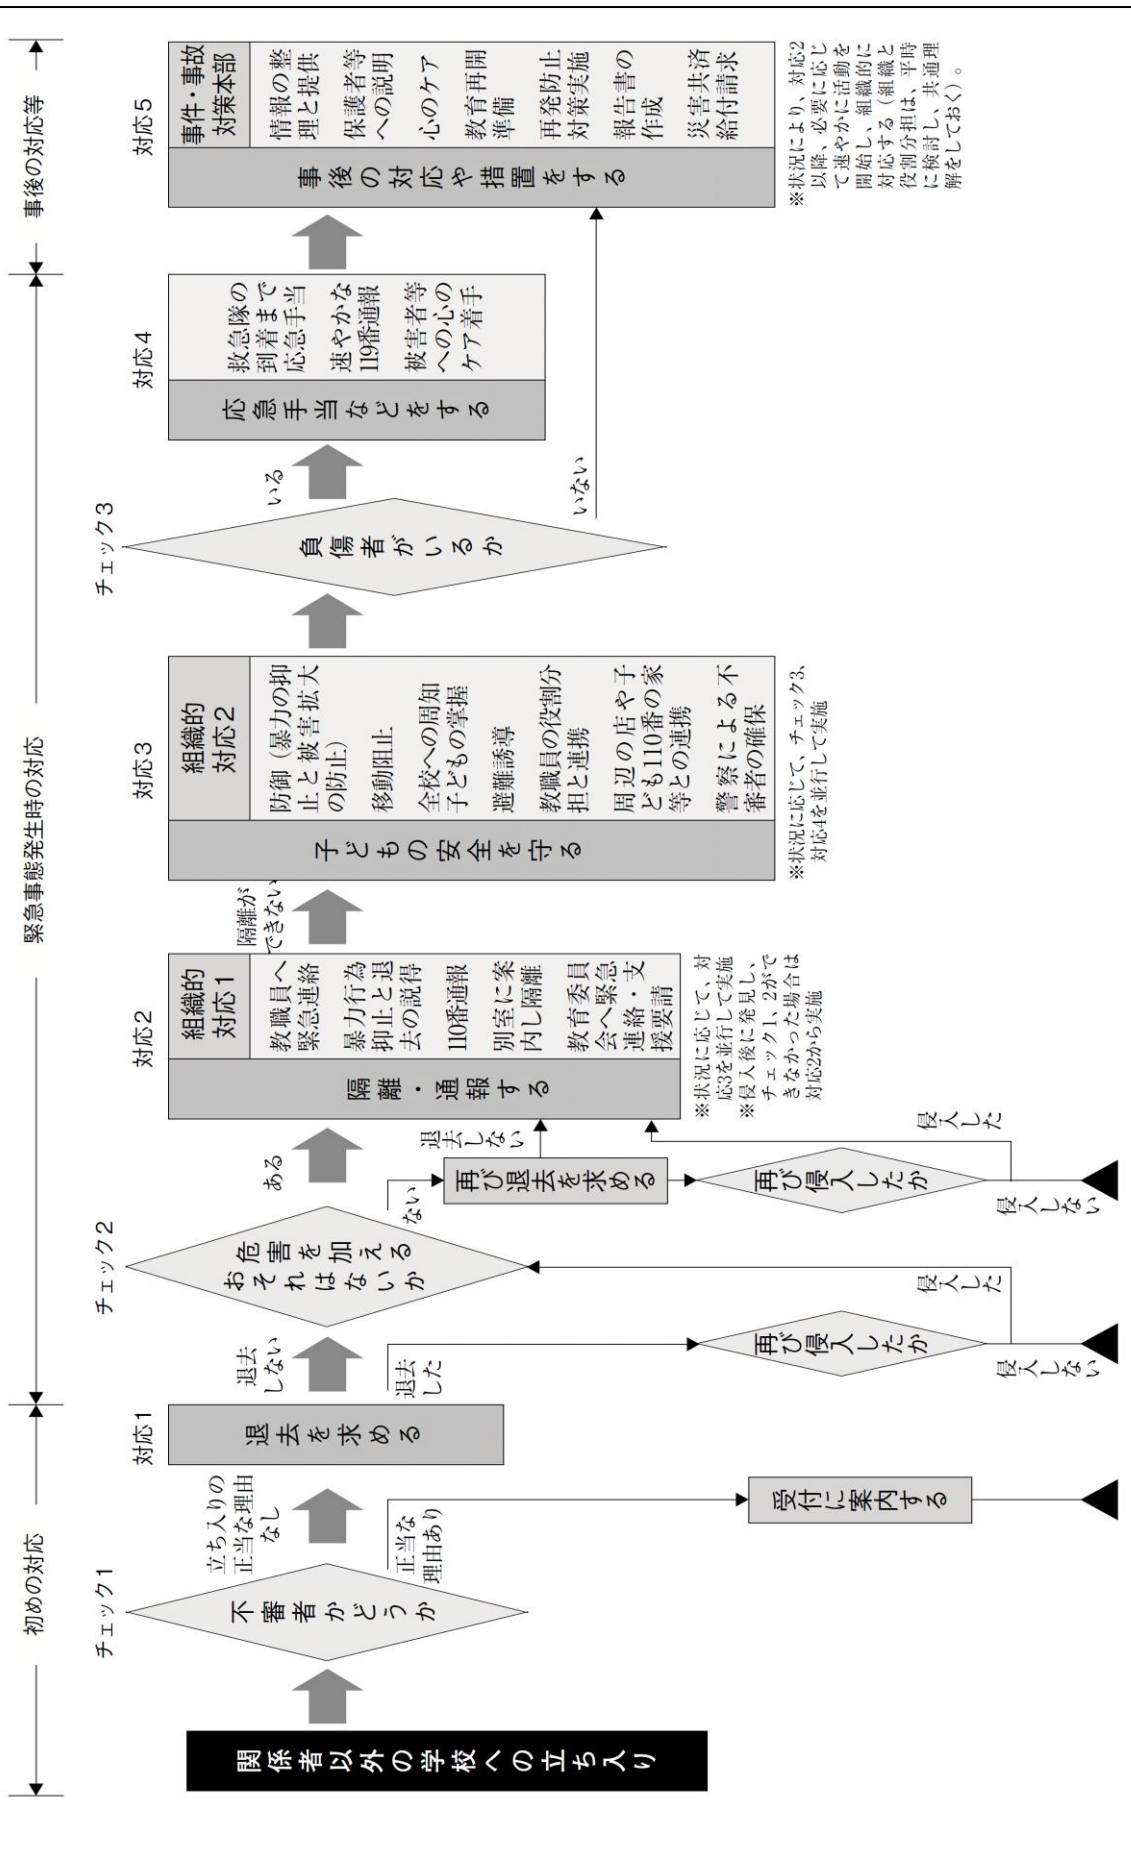 初めの対応
緊急事態発生時の対応
事後の対応等
関係者以外の学校への立ち入り
チェック1
不審者かどうか
立ち入りの
正当な理由
なし
正当な
理由あり
受付に案内する
対応1
退去を求める
退去
しない
退去
した
再び侵入したか
侵入した
侵入しない
チェック2
危害を加える
おそれはないか
ある
ない
再び退去を求める
退去
しない
再び侵入したか
侵入した
侵入しない
対応2
隔離・通報する
組織的
対応1
教職員へ
緊急連絡
暴力行為
抑止と退
去の説得
110番通報
別室に案
内し隔離
教育委員
会へ緊急
連絡・支
援要請
※状況に応じて、対
応3を並行して実施
※侵入後に発見し、
チェック1、2がで
きなかった場合は
対応2から実施
隔離が
できない
対応3
子どもの安全を守る
組織的
対応2
防御（暴力の抑
止と被害拡大
の防止）
移動阻止
全校への周知
子どもの掌握
避難誘導
教職員の役割分
担と連携
周辺の店や子
ども110番の家
等との連携
警察による不
審者の確保
※状況に応じて、チェック3、
対応4を並行して実施
チェック3
負傷者がいるか
いる
いない
対応4
応急手当などをする
救急隊の
到着まで
応急手当
速やかな
119番通報
被害者等
への心の
ケア着手
対応5
事後の対応や措置をする
事件・事故
対策本部
情報の整
理と提供
保護者等
への説明
心のケア
教育再開
準備
再発防止
対策実施
報告書の
作成
災害共済
給付請求
※状況により、対応2
以降、必要に応じ
て速やかに活動を
開始し、組織的に
対応する（組織と
役割分担は、平時
に検討し、共通理
解をしておく）。